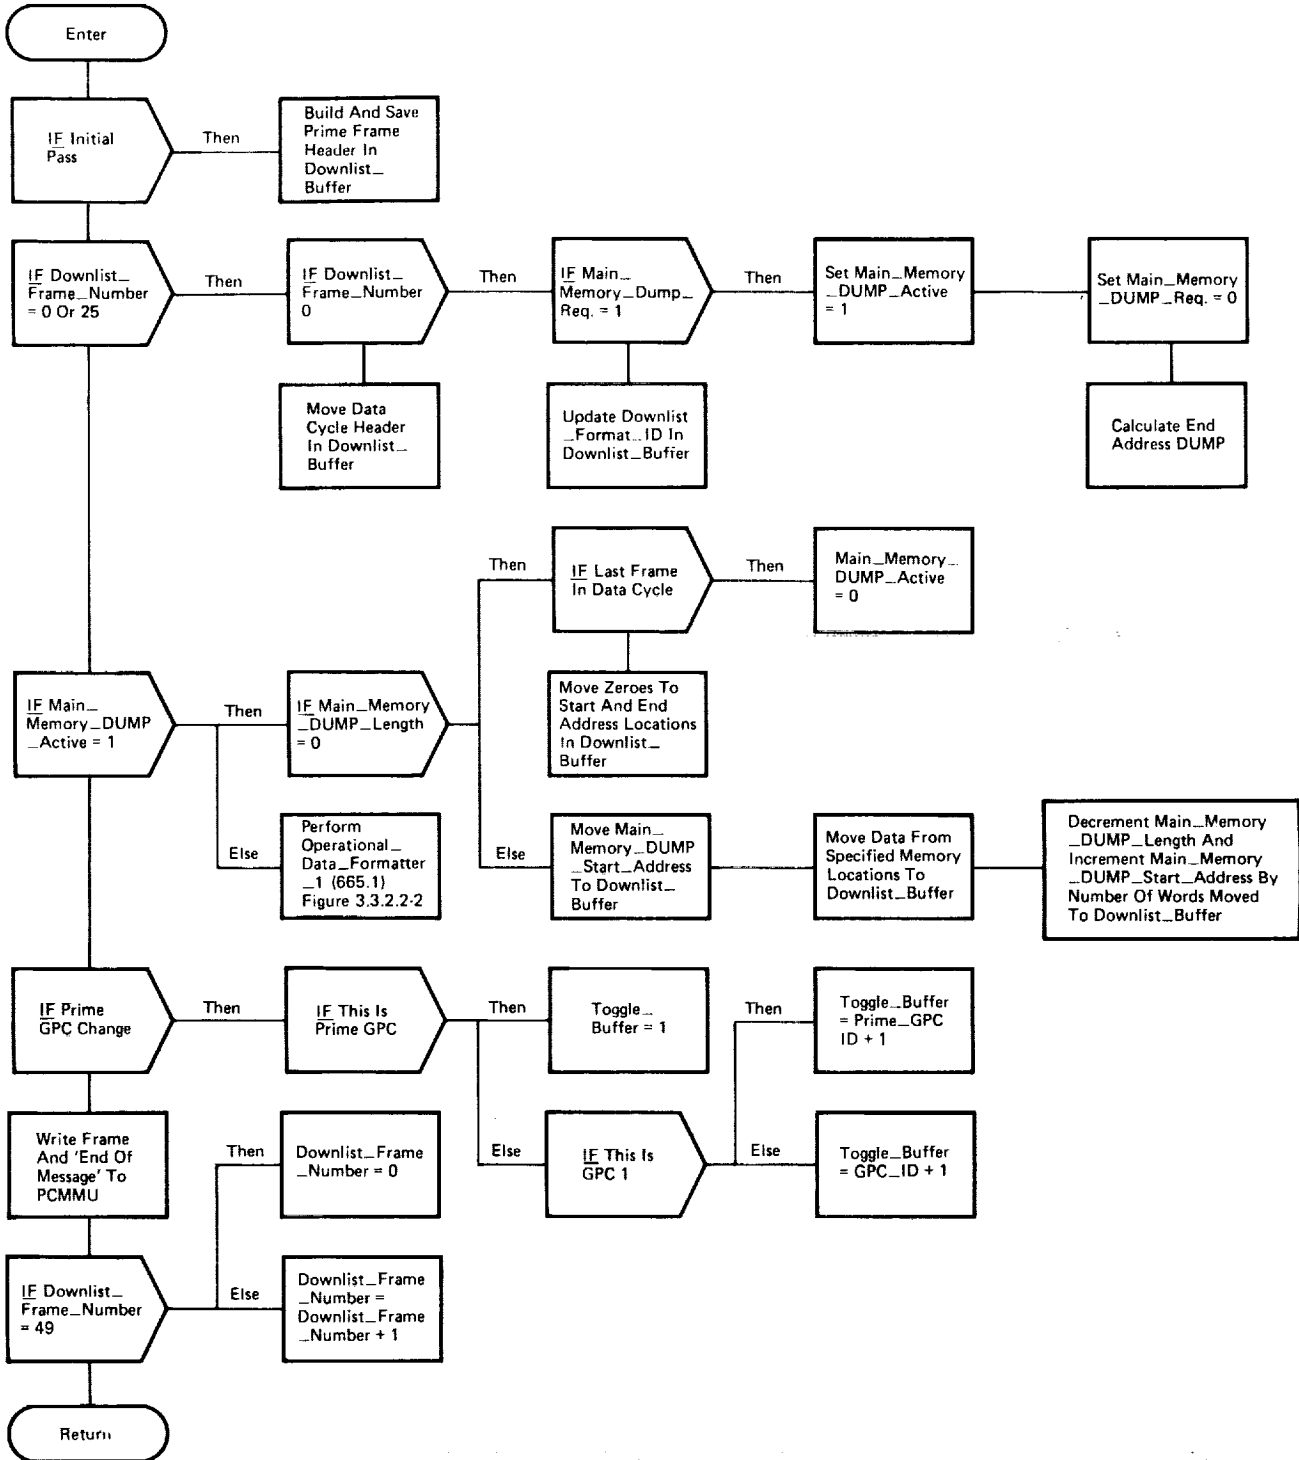 Enter
IF Initial
Pass
Then
Build And Save
Prime Frame
Header In
Downlist_
Buffer
IF Downlist_
Frame_Number
= 0 Or 25
Then
IF Downlist_
Frame_Number
0
Then
IF Main_
Memory_Dump_
Req. = 1
Then
Set Main_Memory
_DUMP_Active
= 1
Set Main_Memory
_DUMP_Req. = 0
Move Data
Cycle Header
In Downlist_
Buffer
Update Downlist
_Format_ID In
Downlist_Buffer
Calculate End
Address DUMP
Then
IF Last Frame
In Data Cycle
Then
Main_Memory_
DUMP_Active
= 0
IF Main_
Memory_DUMP
_Active = 1
Then
IF Main_Memory
_DUMP_Length
= 0
Move Zeroes To
Start And End
Address Locations
In Downlist_
Buffer
Else
Perform
Operational_
Data_Formatter
_1 (665.1)
Figure 3.3.2.2-2
Else
Move Main_
Memory_DUMP
_Start_Address
To Downlist_
Buffer
Move Data From
Specified Memory
Locations To
Downlist_Buffer
Decrement Main_Memory
_DUMP_Length And
Increment Main_Memory
_DUMP_Start_Address By
Number Of Words Moved
To Downlist_Buffer
IF Prime
GPC Change
Then
IF This Is
Prime GPC
Then
Toggle_
Buffer = 1
Then
Toggle_Buffer
= Prime_GPC
ID + 1
Write Frame
And 'End Of
Message' To
PCMMU
Then
Downlist_Frame
_Number = 0
Else
IF This Is
GPC 1
Else
Toggle_Buffer
= GPC_ID + 1
IF Downlist_
Frame_Number
= 49
Else
Downlist_Frame
_Number =
Downlist_Frame
_Number + 1
Return